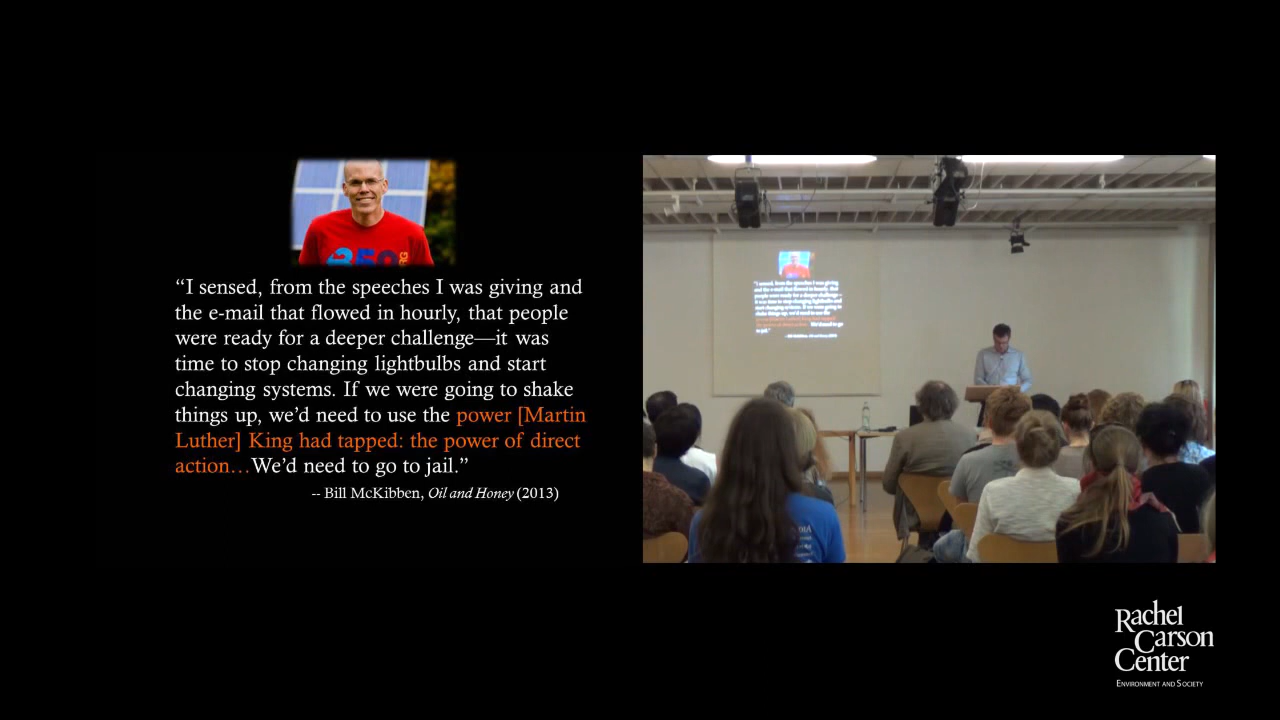 350
ORG
“I sensed, from the speeches I was giving and
the e-mail that flowed in hourly, that people
were ready for a deeper challenge—it was
time to stop changing lightbulbs and start
changing systems. If we were going to shake
things up, we’d need to use the power [Martin
Luther] King had tapped: the power of direct
action…We’d need to go to jail.”
-- Bill McKibben, Oil and Honey (2013)
Rachel
Carson
Center
ENVIRONMENT AND SOCIETY